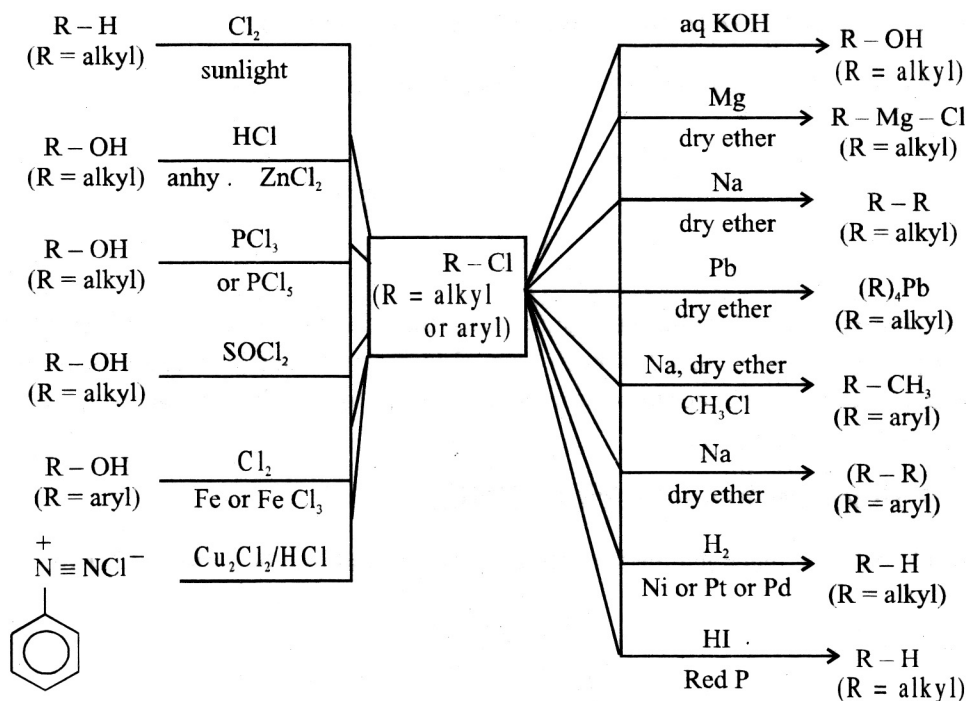 R – H
(R = alkyl)
Cl₂
sunlight
R – OH
(R = alkyl)
HCl
anhy . ZnCl₂
R – OH
(R = alkyl)
PCl₃
or PCl₅
R – OH
(R = alkyl)
SOCl₂
R – OH
(R = aryl)
Cl₂
Fe or Fe Cl₃
+
N ≡ NCl⁻
Cu₂Cl₂/HCl
R – Cl
(R = alkyl
or aryl)
aq KOH
R – OH
(R = alkyl)
Mg
dry ether
R – Mg – Cl
(R = alkyl)
Na
dry ether
R – R
(R = alkyl)
Pb
dry ether
(R)₄Pb
(R = alkyl)
Na, dry ether
CH₃Cl
R – CH₃
(R = aryl)
Na
dry ether
(R – R)
(R = aryl)
H₂
Ni or Pt or Pd
R – H
(R = alkyl)
HI
Red P
R – H
(R = alkyl)